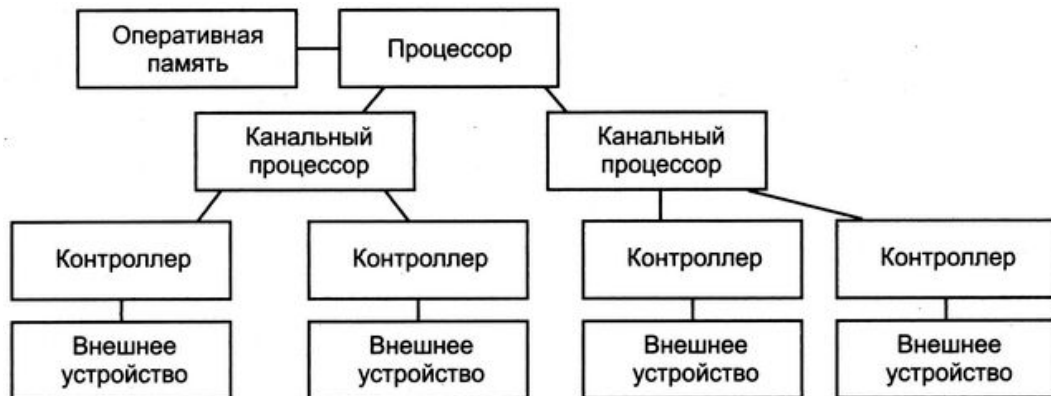 Оперативная
память
Процессор
Канальный
процессор
Канальный
процессор
Контроллер
Контроллер
Контроллер
Контроллер
Внешнее
устройство
Внешнее
устройство
Внешнее
устройство
Внешнее
устройство